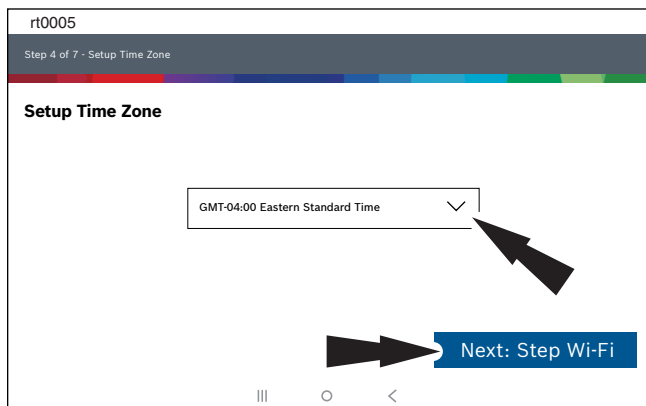 rt0005
Step 4 of 7 - Setup Time Zone
Setup Time Zone
GMT-04:00 Eastern Standard Time
Next: Step Wi-Fi